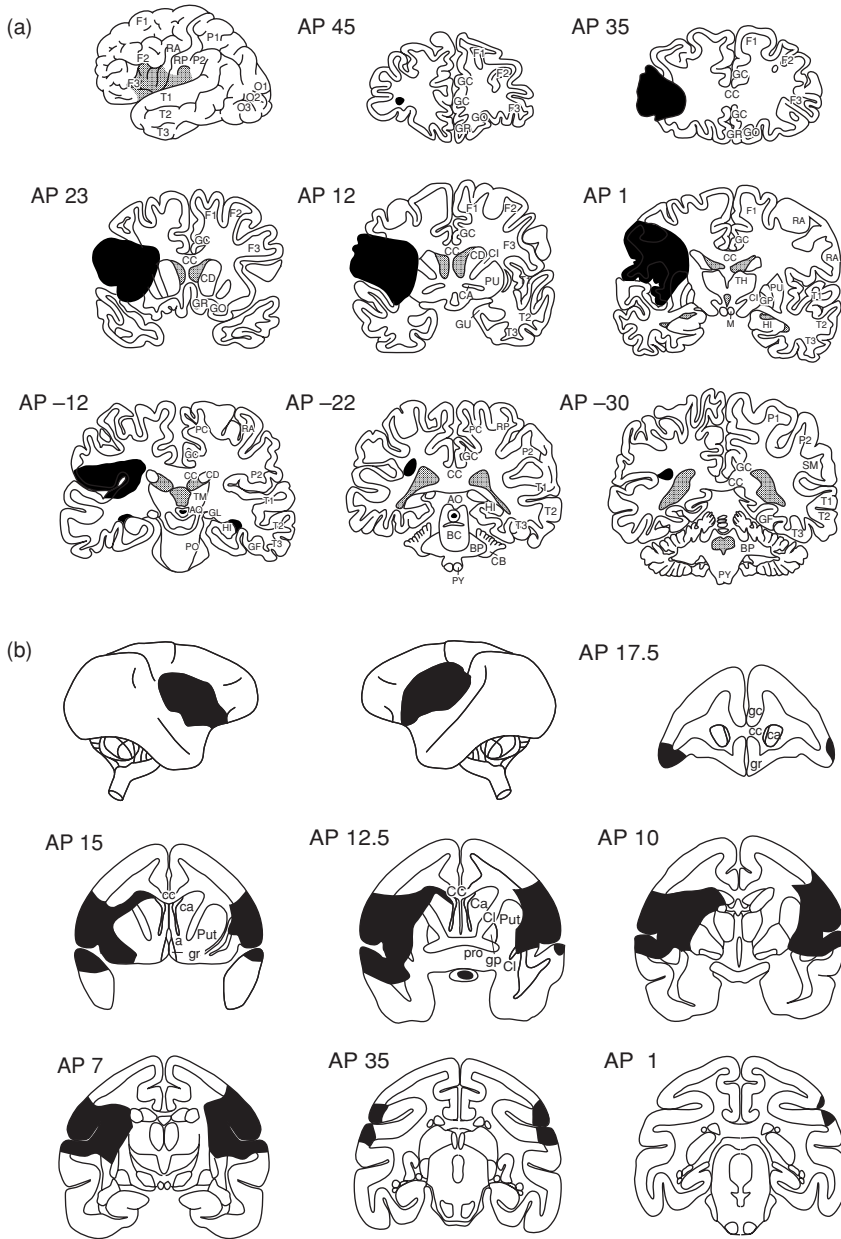 (a)
F1
P1
RA
F2
RP
P2
F3
T1
T2
T3
O1
O2
O3
AP 45
F1
GC
F2
GC
F3
GO
GR
AP 35
F1
F2
GC
CC
GC
F3
GR
GO
AP 23
F1
F2
GC
F3
CC
CD
GR
GO
AP 12
F1
F2
GC
F3
CC
CD
CI
PU
CA
GU
T2
T3
AP 1
F1
RA
GC
CC
RA
TH
PU
CI
GP
T1
M
HI
T2
T3
AP –12
PC
RA
GC
CC
CD
P2
TM
T1
AQ
GL
HI
T2
PO
GF
T3
AP –22
PC
RP
GC
P2
CC
T1
AO
HI
T2
T3
BC
BP
CB
PY
AP –30
P1
P2
GC
SM
CC
T1
T2
GF
T3
BP
PY
(b)
AP 17.5
gc
cc
ca
gr
AP 15
cc
ca
Put
a
gr
AP 12.5
CC
Ca
Cl
Put
pro
gp
Cl
AP 10
AP 7
AP 35
AP 1